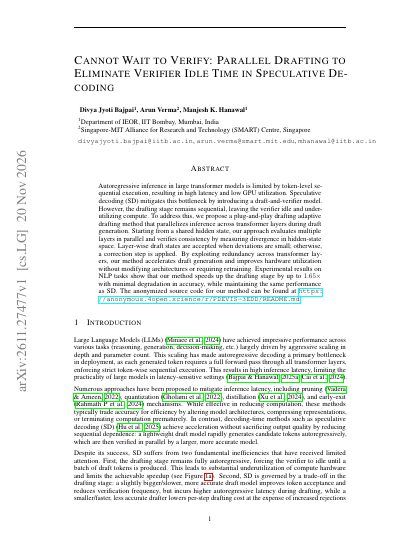 CANNOT WAIT TO VERIFY: PARALLEL DRAFTING TO
ELIMINATE VERIFIER IDLE TIME IN SPECULATIVE DE-
CODING
Divya Jyoti Bajpai¹, Arun Verma², Manjesh K. Hanawal¹
¹Department of IEOR, IIT Bombay, Mumbai, India
²Singapore-MIT Alliance for Research and Technology (SMART) Centre, Singapore
divyajyoti.bajpai@iitb.ac.in, arun.verma@smart.mit.edu, mhanawal@iitb.ac.in
ABSTRACT
Autoregressive inference in large transformer models is limited by token-level se-
quential execution, resulting in high latency and low GPU utilization. Speculative
decoding (SD) mitigates this bottleneck by introducing a draft-and-verifier model.
However, the drafting stage remains sequential, leaving the verifier idle and un-
derutilizing compute. To address this, we propose a plug-and-play drafting adaptive
drafting method that parallelizes inference across transformer layers during draft
generation. Starting from a shared hidden state, our approach evaluates multiple
layers in parallel and verifies consistency by measuring divergence in hidden-state
space. Layer-wise draft states are accepted when deviations are small; otherwise, a
correction step is applied. By exploiting redundancy across transformer lay-
ers, our method accelerates draft generation and improves hardware utilization
without modifying architectures or requiring retraining. Experimental results on
NLP tasks show that our method speeds up the drafting stage by up to 1.65×
with minimal degradation in accuracy, while maintaining the same performance
as SD. The anonymized source code for our method can be found at https:
//anonymous.4open.science/r/PDEVIS-3EDD/README.md
1 INTRODUCTION
Large Language Models (LLMs) (Minaee et al., 2024) have achieved impressive performance across
various tasks (reasoning, generation, decision-making, etc.) largely driven by aggressive scaling in
depth and parameter count. This scaling has made autoregressive decoding a primary bottleneck
in deployment, as each generated token requires a full forward pass through all transformer layers,
enforcing strict token-wise sequential execution. This results in high inference latency, limiting the
practicality of large models in latency-sensitive settings (Bajpai & Hanawal, 2025a; Cai et al., 2024).
Numerous approaches have been proposed to mitigate inference latency, including pruning (Vadera
& Ameen, 2022), quantization (Gholami et al., 2022), distillation (Xu et al., 2024), and early-exit
(Rahmath P et al., 2024) mechanisms. While effective in reducing computation, these methods
typically trade accuracy for efficiency by altering model architectures, compressing representations,
or terminating computation prematurely. In contrast, decoding-time methods such as speculative
decoding (SD) (Hu et al., 2025) achieve acceleration without sacrificing output quality by reducing
sequential dependence: a lightweight draft model rapidly generates candidate tokens autoregressively,
which are then verified in parallel by a larger, more accurate model.
Despite its success, SD suffers from two fundamental inefficiencies that have received limited
attention. First, the drafting stage remains fully autoregressive, forcing the verifier to idle until a
batch of draft tokens is produced. This leads to substantial underutilization of compute hardware
and limits the achievable speedup (see Figure 1a). Second, SD is governed by a trade-off in the
drafting stage: a slightly bigger/slower, more accurate draft model improves token acceptance and
reduces verification frequency, but incurs higher autoregressive latency during drafting, while a
smaller/faster, less accurate drafter lowers per-step drafting cost at the expense of increased rejections
1
arXiv:2611.27477v1 [cs.LG] 20 Nov 2026